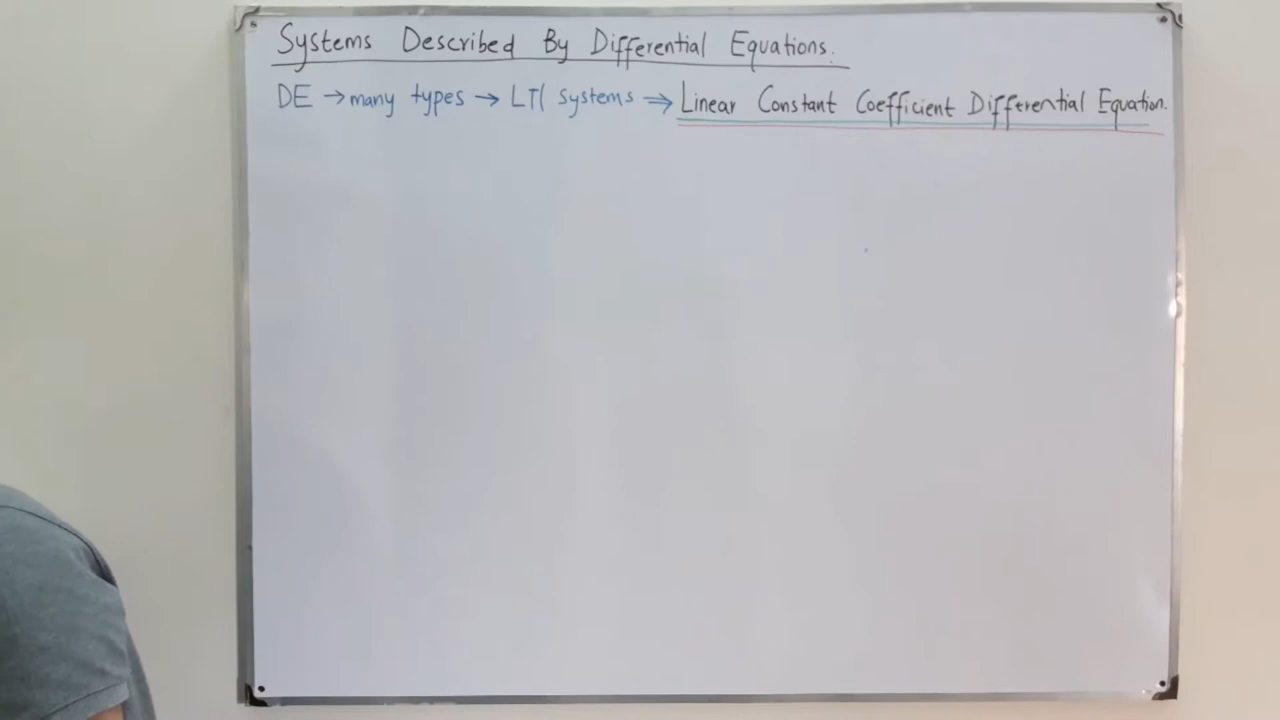 Systems Described By Differential Equations.
DE → many types → LTI systems ⇒ Linear Constant Coefficient Differential Equation.